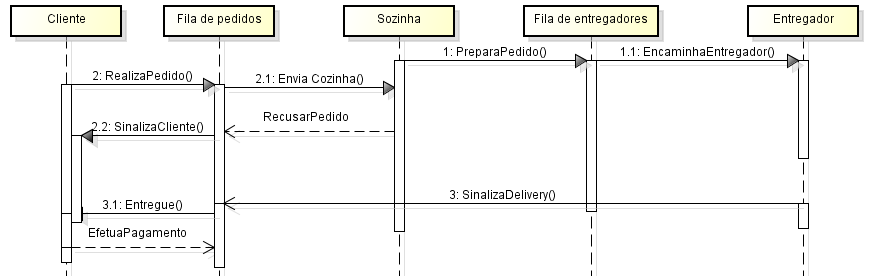 Cliente
Fila de pedidos
Sozinha
Fila de entregadores
Entregador
1: PreparaPedido()
1.1: EncaminhaEntregador()
2: RealizaPedido()
2.1: Envia Cozinha()
RecusarPedido
2.2: SinalizaCliente()
3: SinalizaDelivery()
3.1: Entregue()
EfetuaPagamento